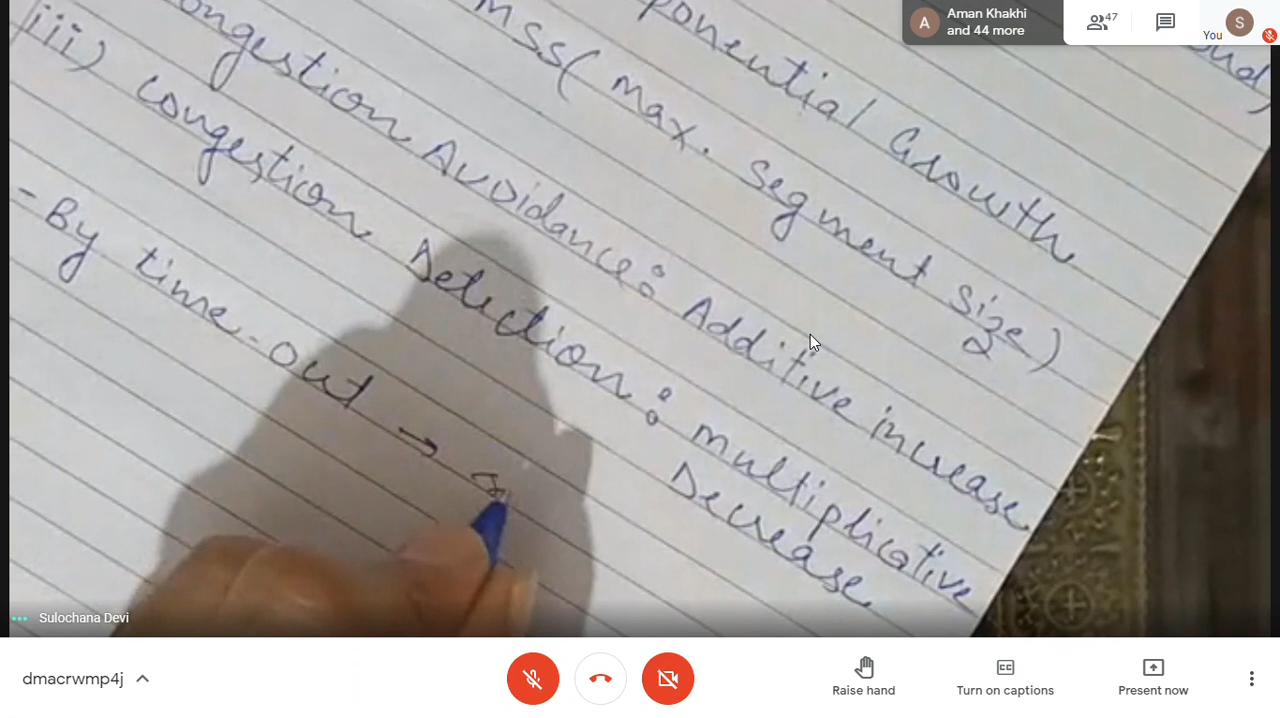 Aman Khakhi
and 44 more
47
You
S
A
ponential Growth
MSS( max. segment size )
ongestion Avoidance: Additive increase
iii) Congestion Detection: multiplicative
Decrease
- By time-out →
Sulochana Devi
dmacrwmp4j
Raise hand
Turn on captions
Present now